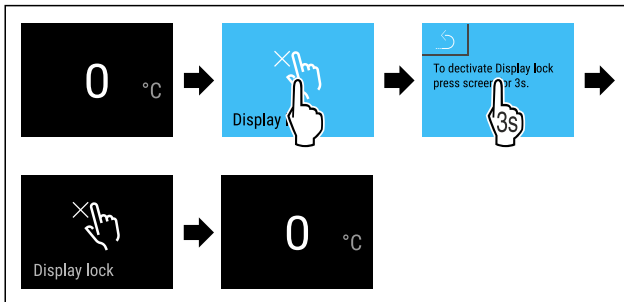 0 °C
Display
To dectivate Display lock
press screen 3s.
3s
Display lock
0 °C